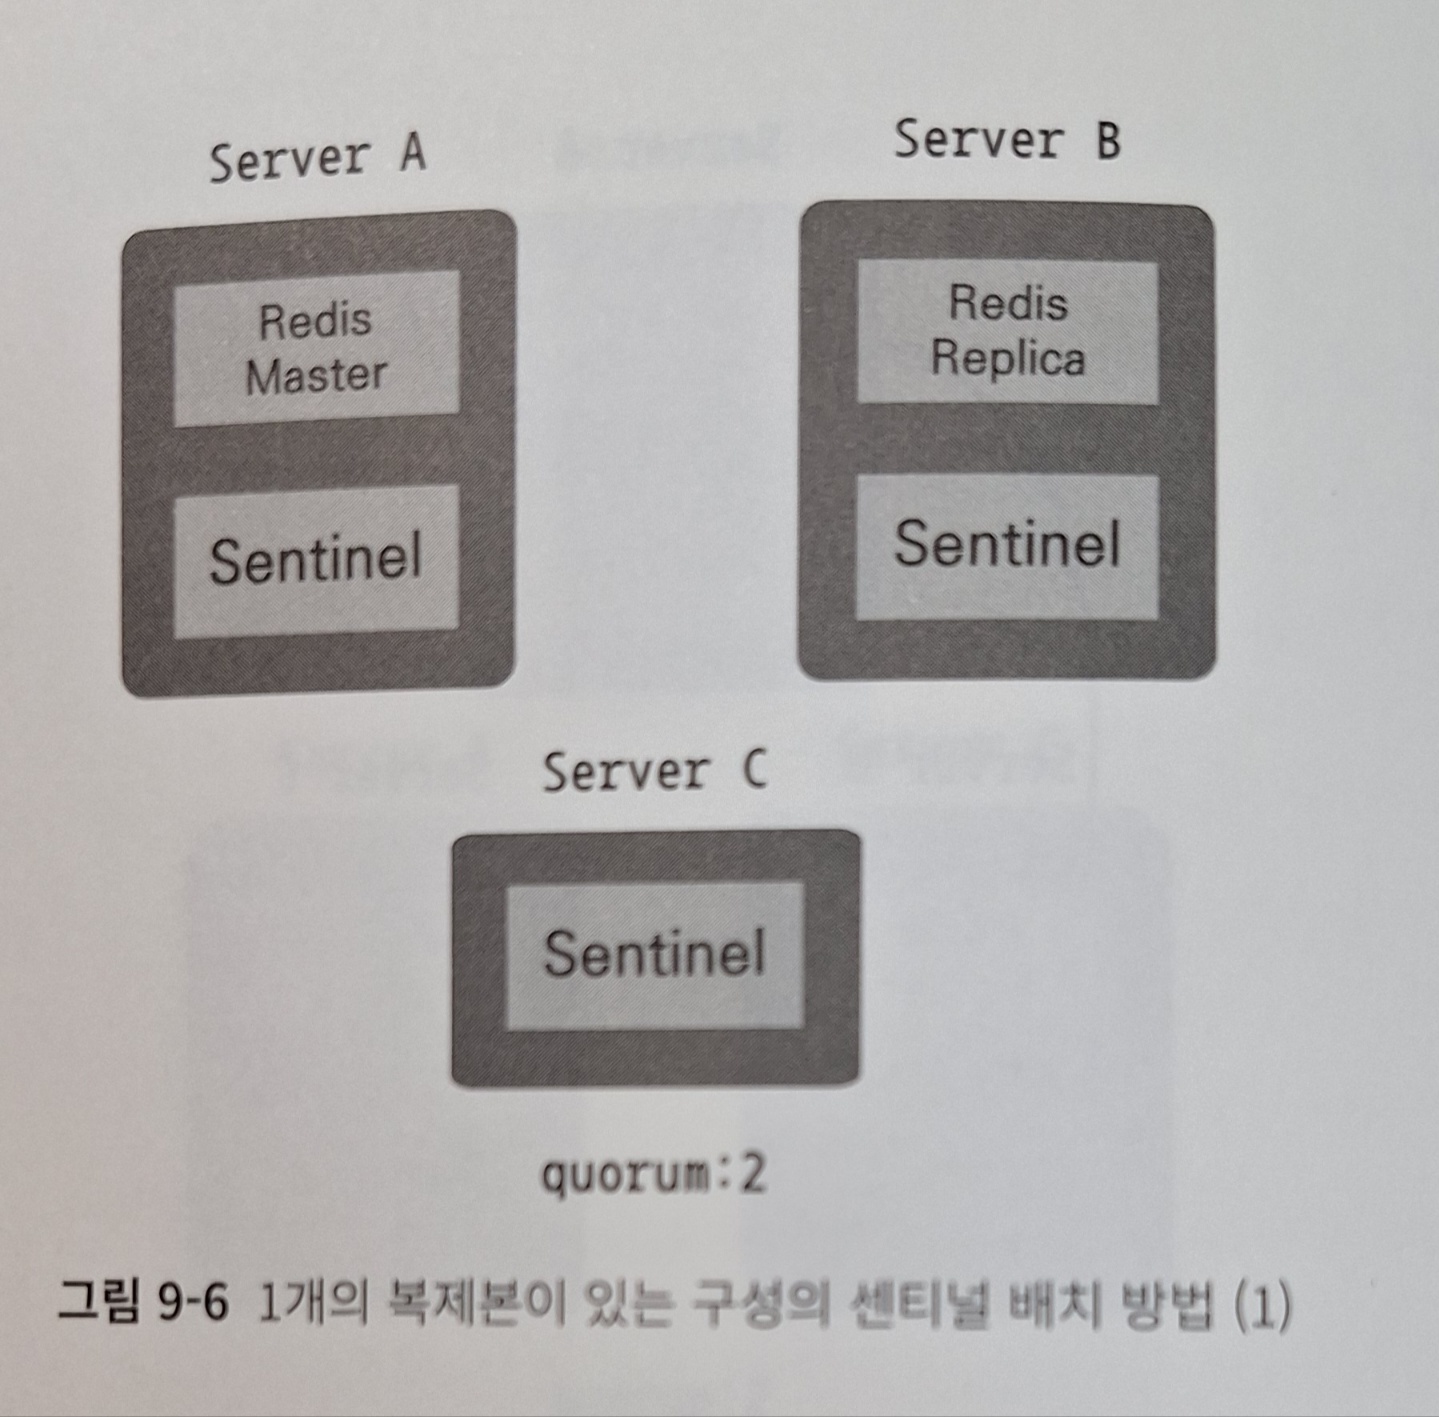 Server A
Server B
Redis
Master
Redis
Replica
Sentinel
Sentinel
Server C
Sentinel
quorum:2
그림 9-6 1개의 복제본이 있는 구성의 센티널 배치 방법 (1)